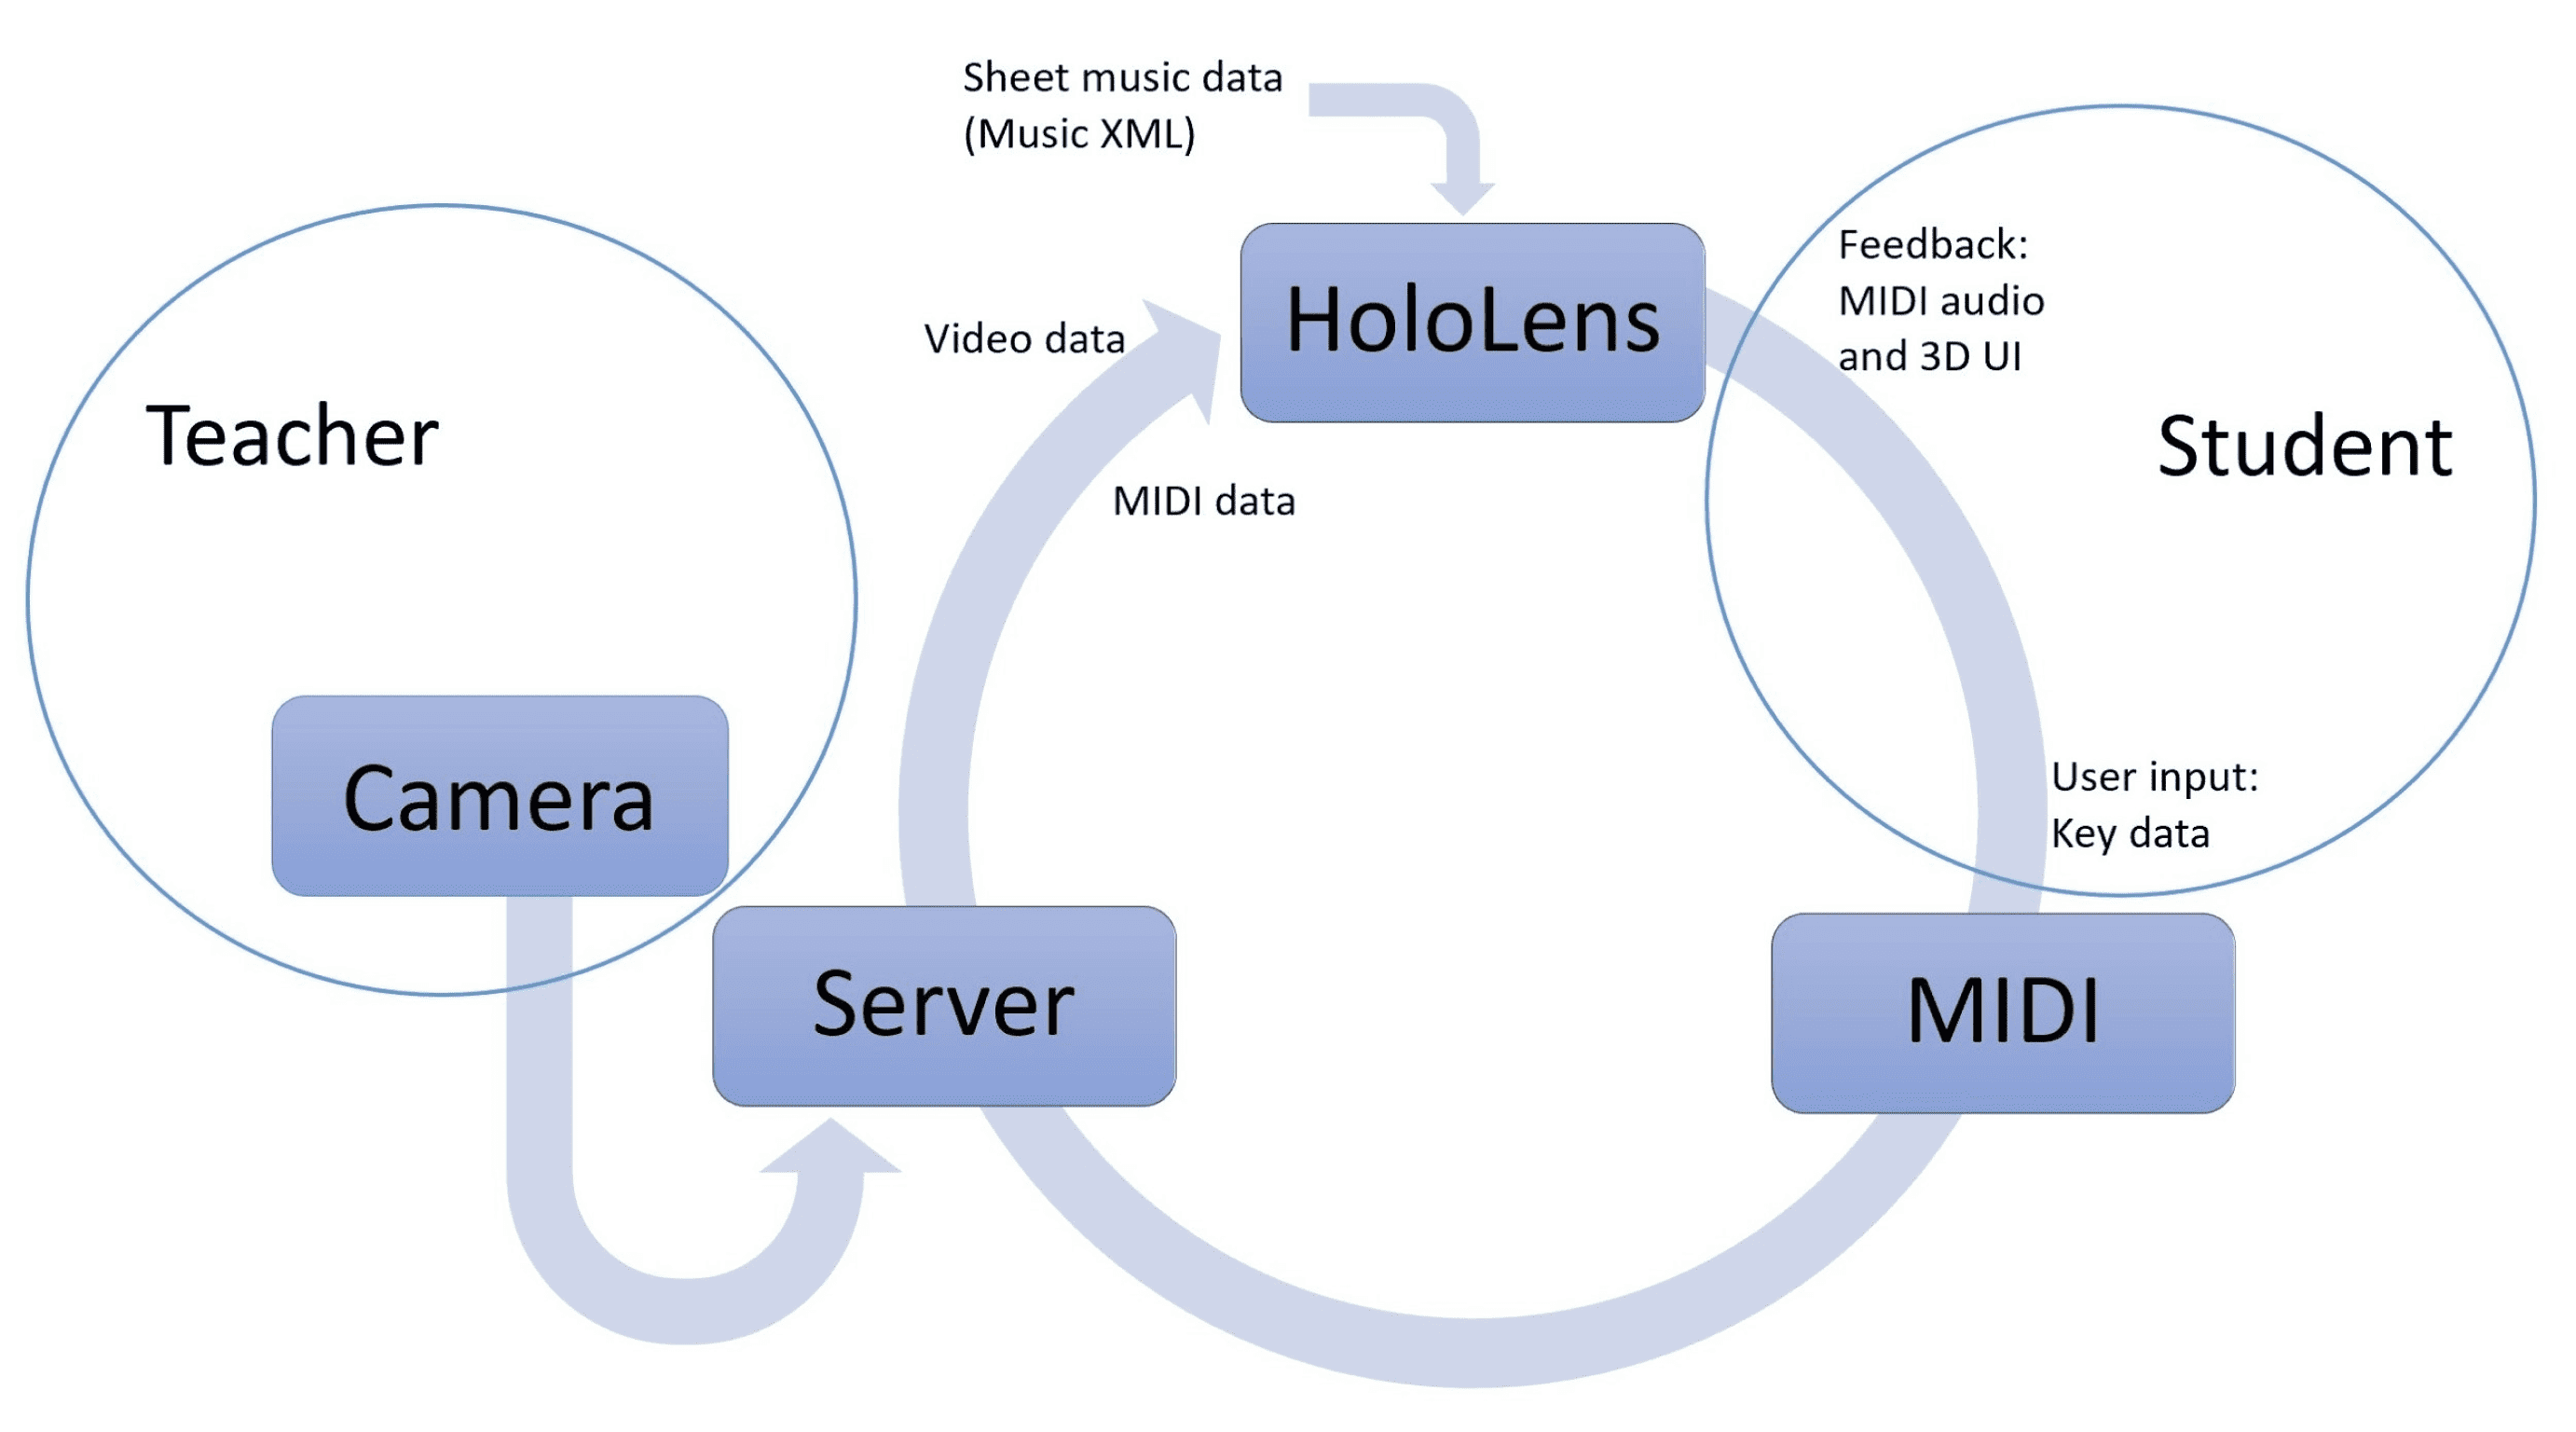 Sheet music data
(Music XML)
HoloLens
Feedback:
MIDI audio
and 3D UI
Video data
MIDI data
Teacher
Student
Camera
User input:
Key data
Server
MIDI